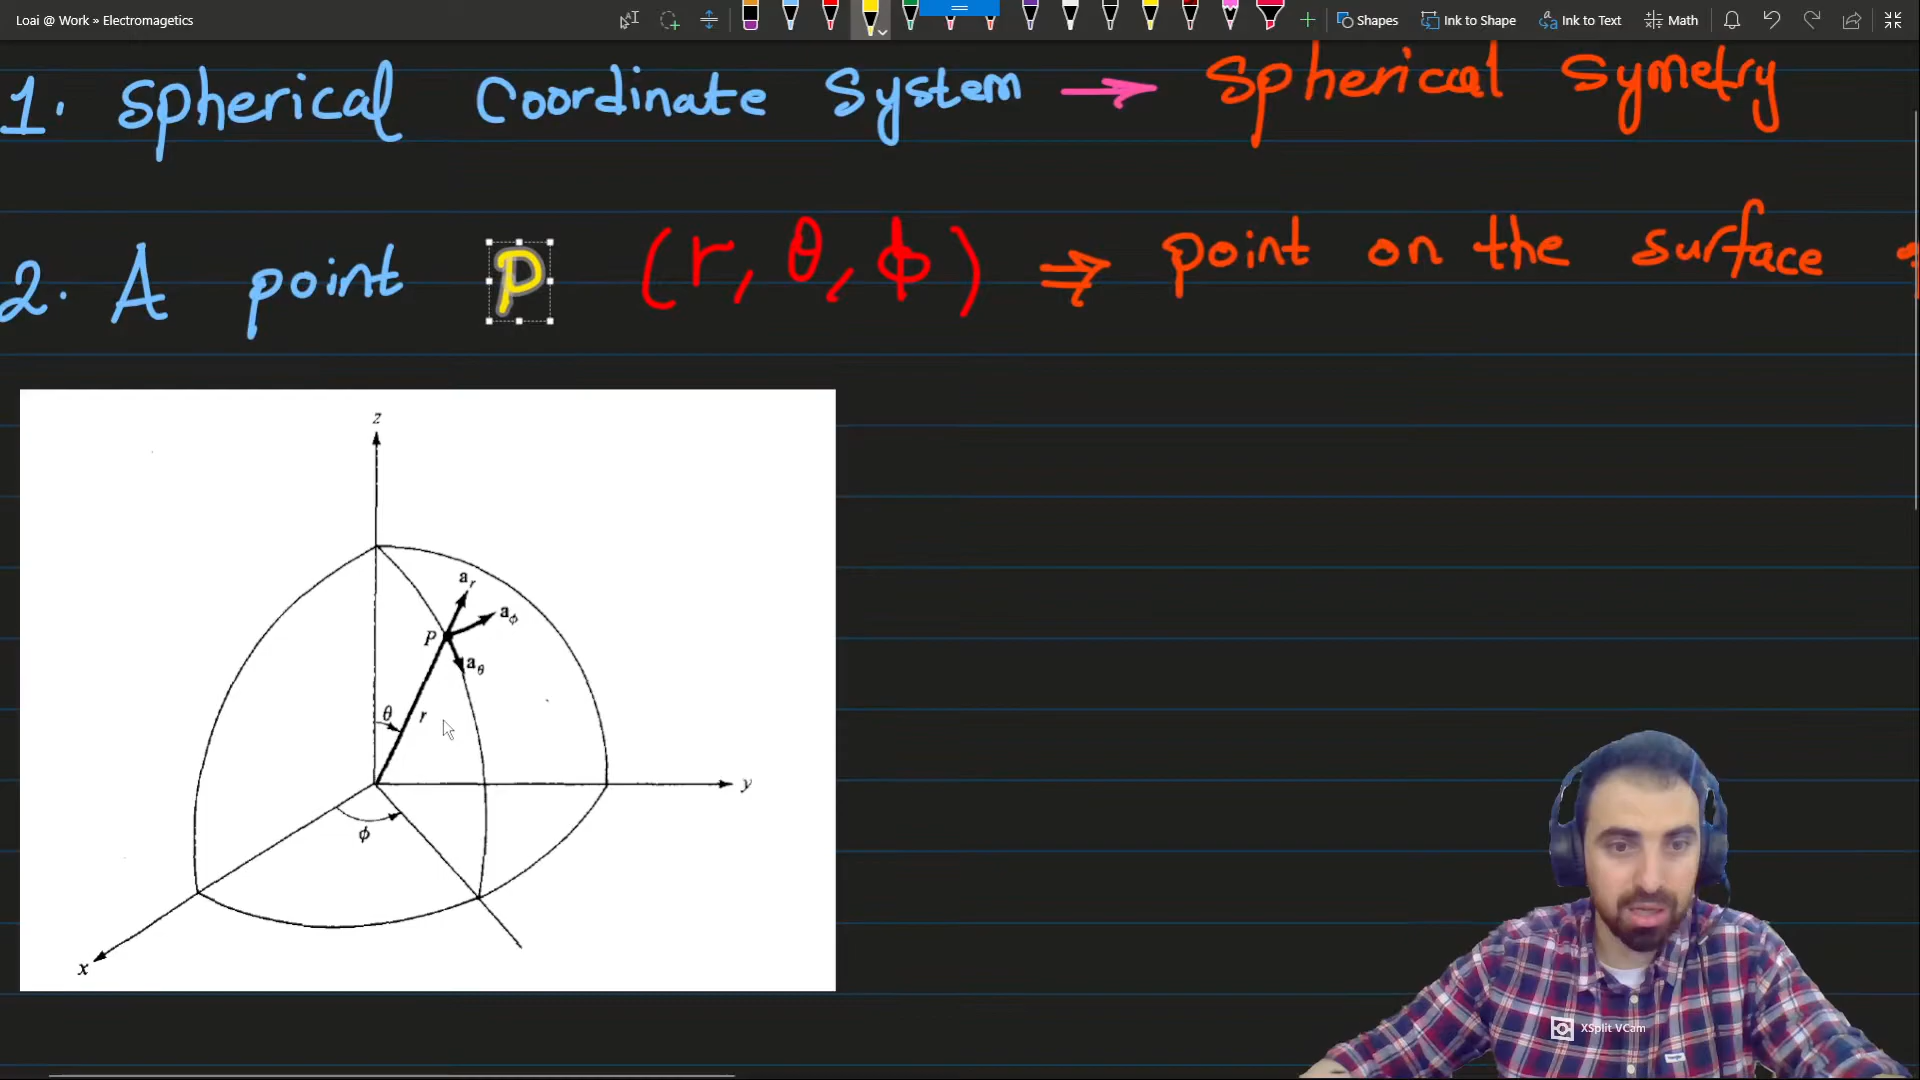 Loai @ Work » Electromagetics
Shapes Ink to Shape Ink to Text Math
1. Spherical Coordinate System → Spherical Symetry
2. A point P (r, θ, ϕ) ⇒ point on the surface
z
a_r
a_ϕ
P
a_θ
θ r
y
ϕ
x
XSplit VCam